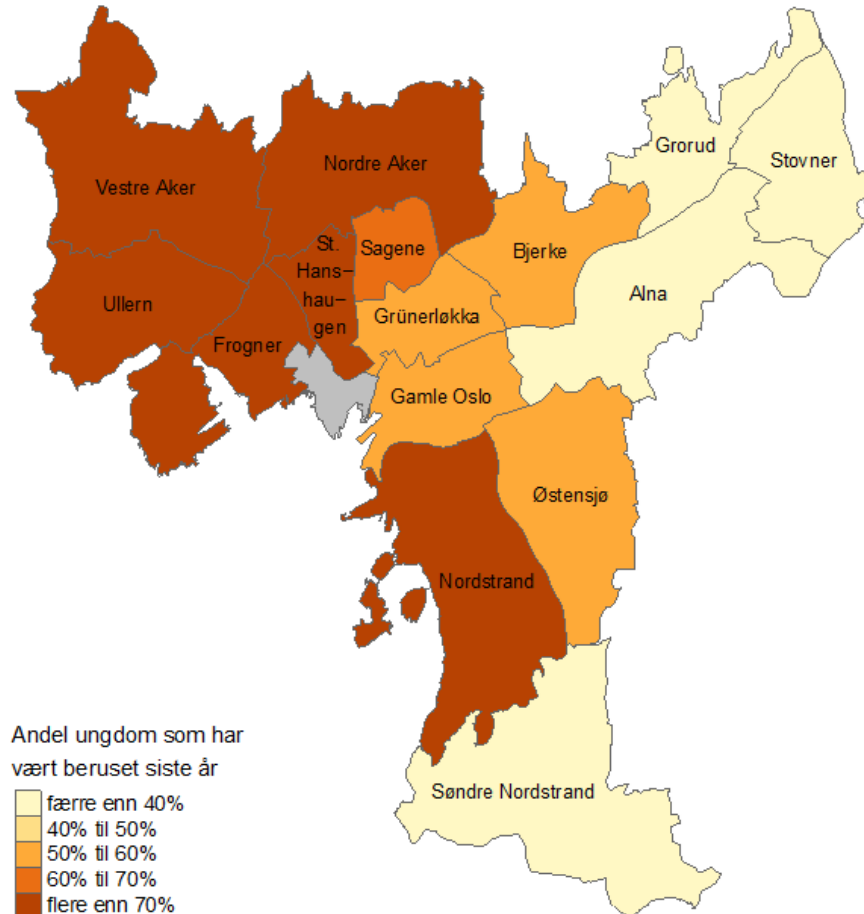 Grorud
Stovner
Nordre Aker
Vestre Aker
St.
Hans–
hau–
gen
Sagene
Bjerke
Alna
Ullern
Grünerløkka
Frogner
Gamle Oslo
Østensjø
Nordstrand
Søndre Nordstrand
Andel ungdom som har
vært beruset siste år
færre enn 40%
40% til 50%
50% til 60%
60% til 70%
flere enn 70%